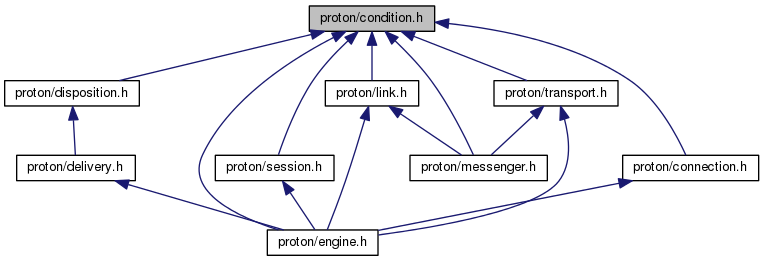 proton/condition.h
proton/disposition.h
proton/link.h
proton/transport.h
proton/delivery.h
proton/session.h
proton/messenger.h
proton/connection.h
proton/engine.h